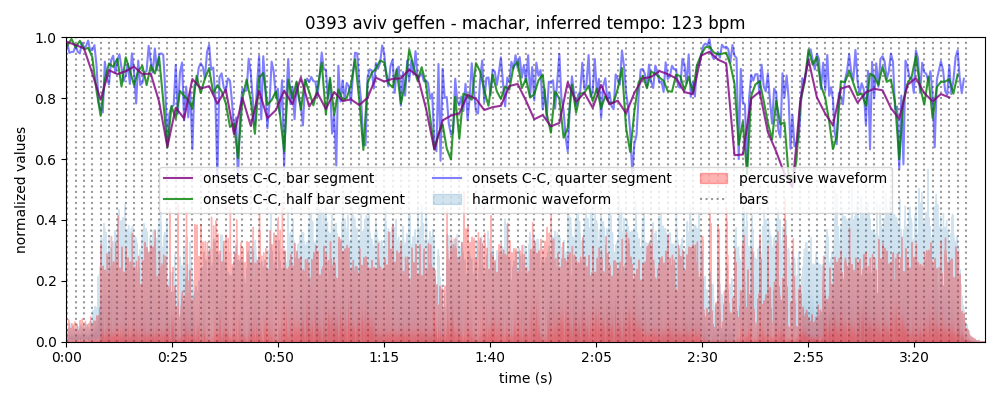 0393 aviv geffen - machar, inferred tempo: 123 bpm
normalized values
1.0
0.8
0.6
0.4
0.2
0.0
onsets C-C, bar segment
onsets C-C, half bar segment
onsets C-C, quarter segment
harmonic waveform
percussive waveform
bars
0:00 0:25 0:50 1:15 1:40 2:05 2:30 2:55 3:20
time (s)